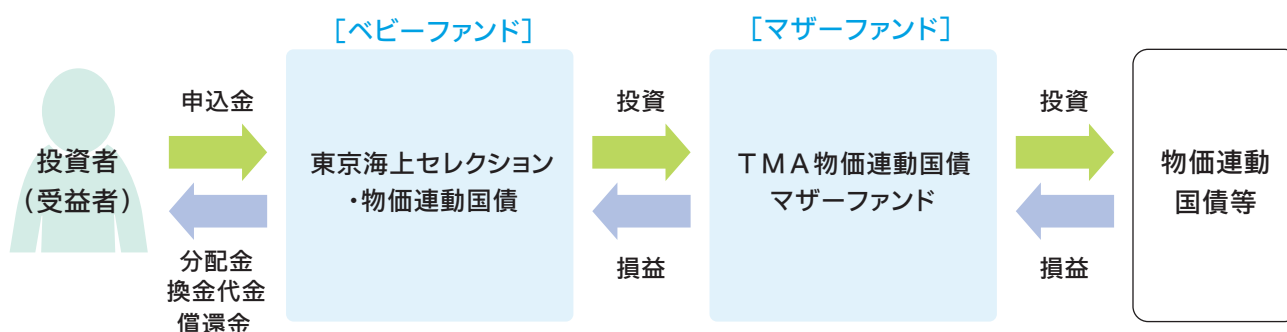 ［ベビーファンド］
［マザーファンド］
投資者
（受益者）
申込金
分配金
換金代金
償還金
東京海上セレクション
・物価連動国債
投資
損益
ＴＭＡ物価連動国債
マザーファンド
投資
損益
物価連動
国債等